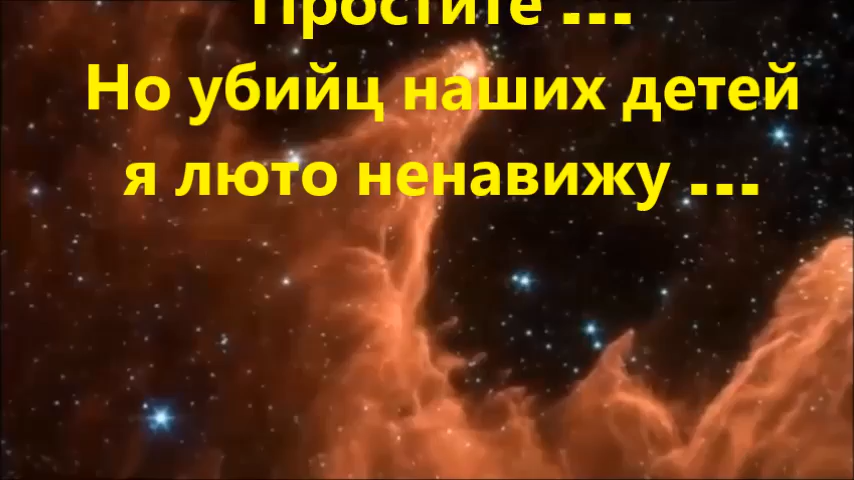 Простите ...
Но убийц наших детей
я люто ненавижу ...